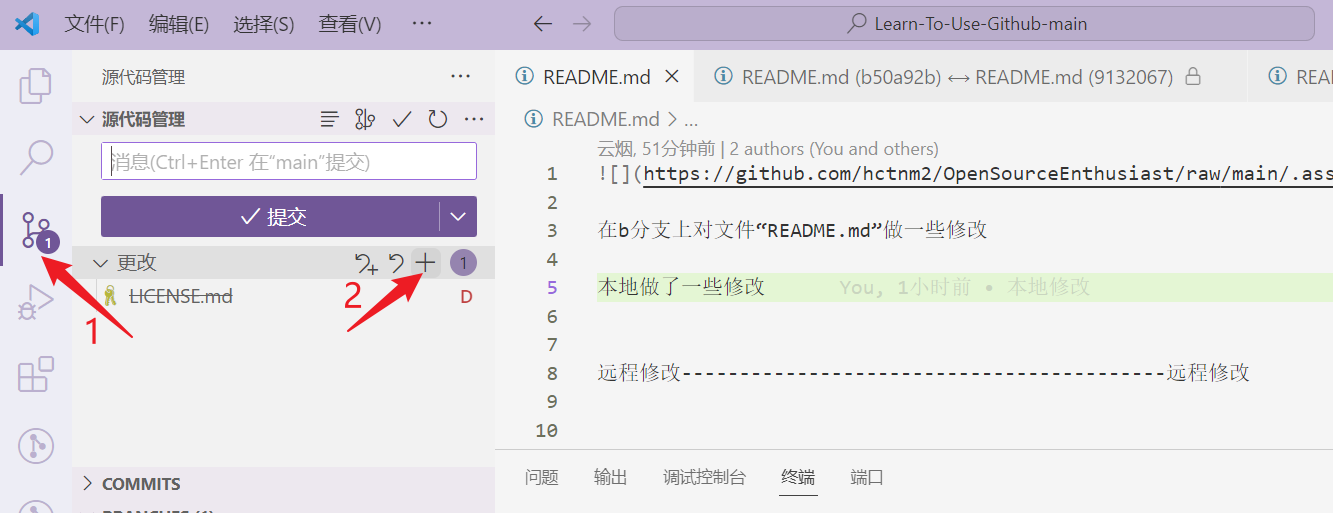 文件(F) 编辑(E) 选择(S) 查看(V) ··· Learn-To-Use-Github-main
源代码管理 ···
README.md README.md (b50a92b) ↔ README.md (9132067) REA
源代码管理 ···
README.md > ...
消息(Ctrl+Enter 在“main”提交)
云烟, 51分钟前 | 2 authors (You and others)
1 ![](https://github.com/hctnm2/OpenSourceEnthusiast/raw/main/.ass
2
提交
3 在b分支上对文件“README.md”做一些修改
1
更改 1
4
LICENSE.md D
2
5 本地做了一些修改 You, 1小时前 • 本地修改
1
6
7
8 远程修改------------------------------------------远程修改
9
10
问题 输出 调试控制台 终端 端口
COMMITS